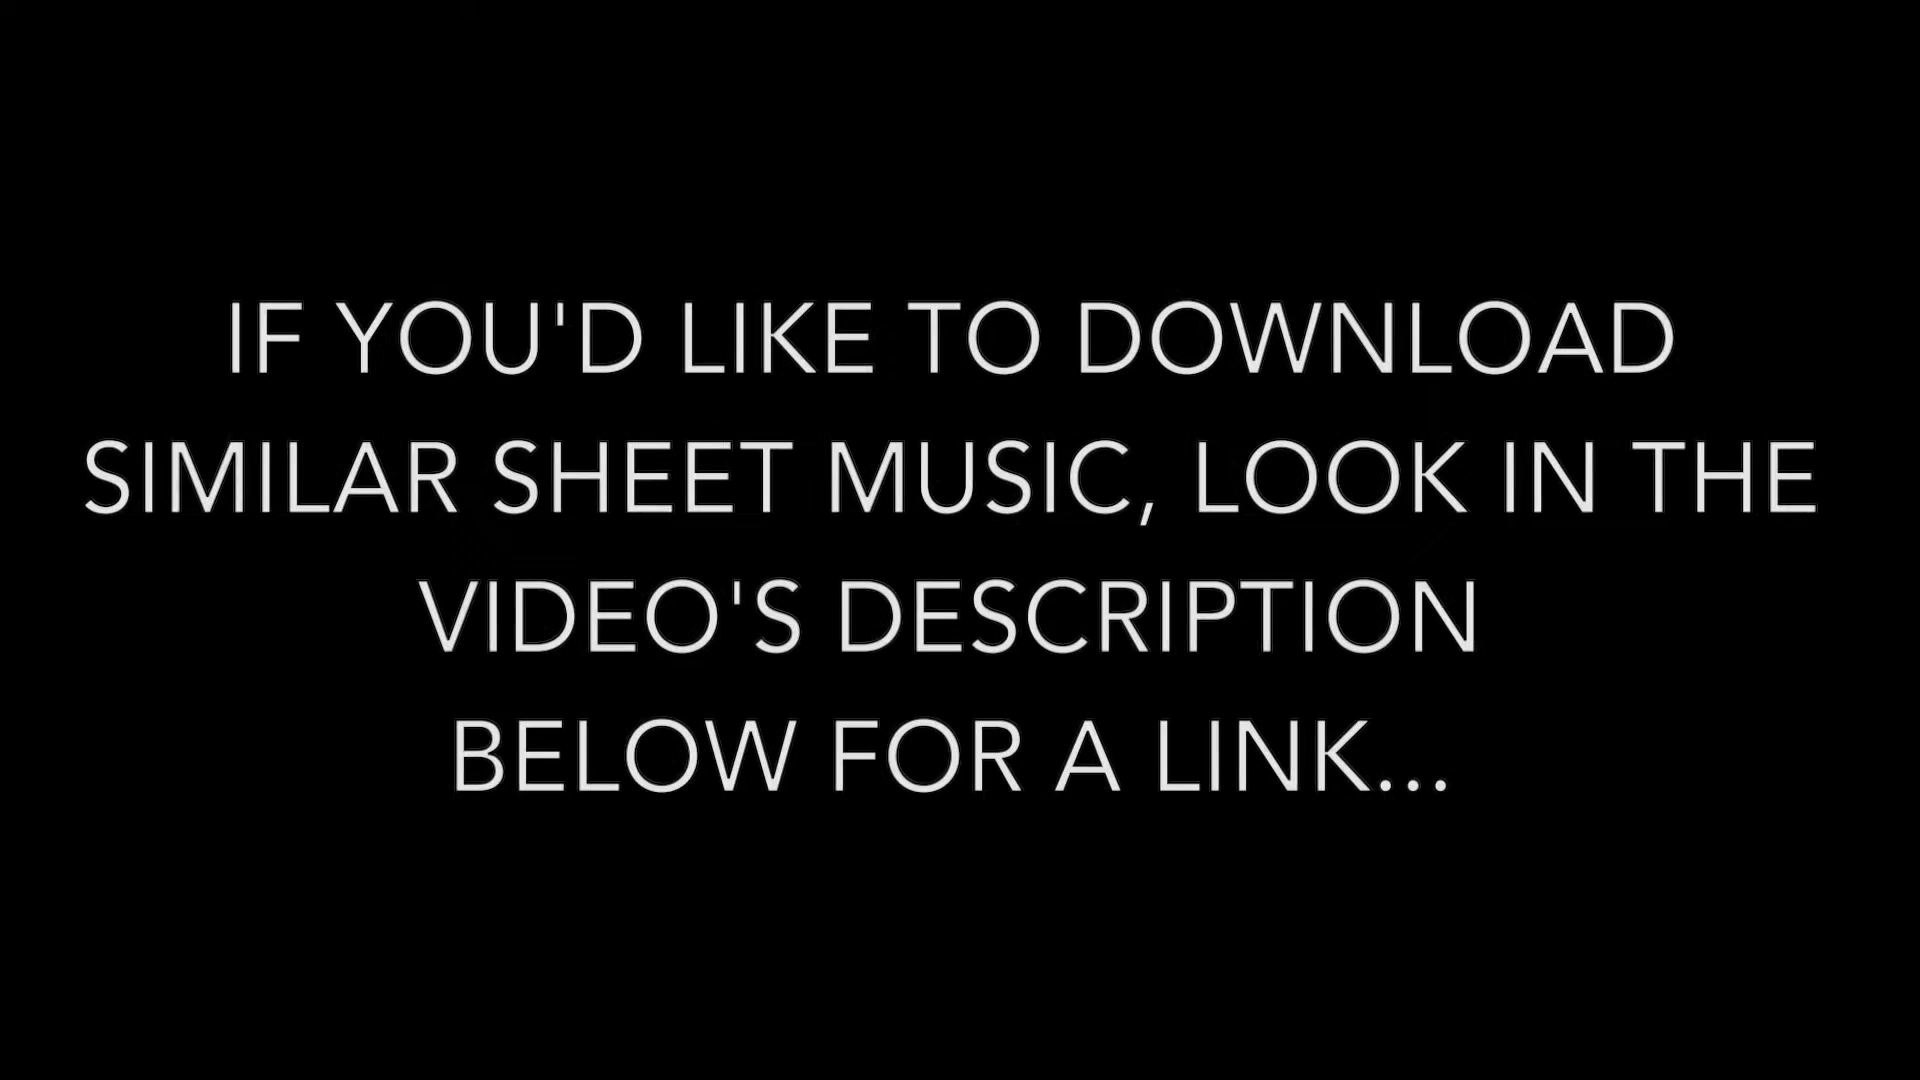 IF YOU'D LIKE TO DOWNLOAD
SIMILAR SHEET MUSIC, LOOK IN THE
VIDEO'S DESCRIPTION
BELOW FOR A LINK...